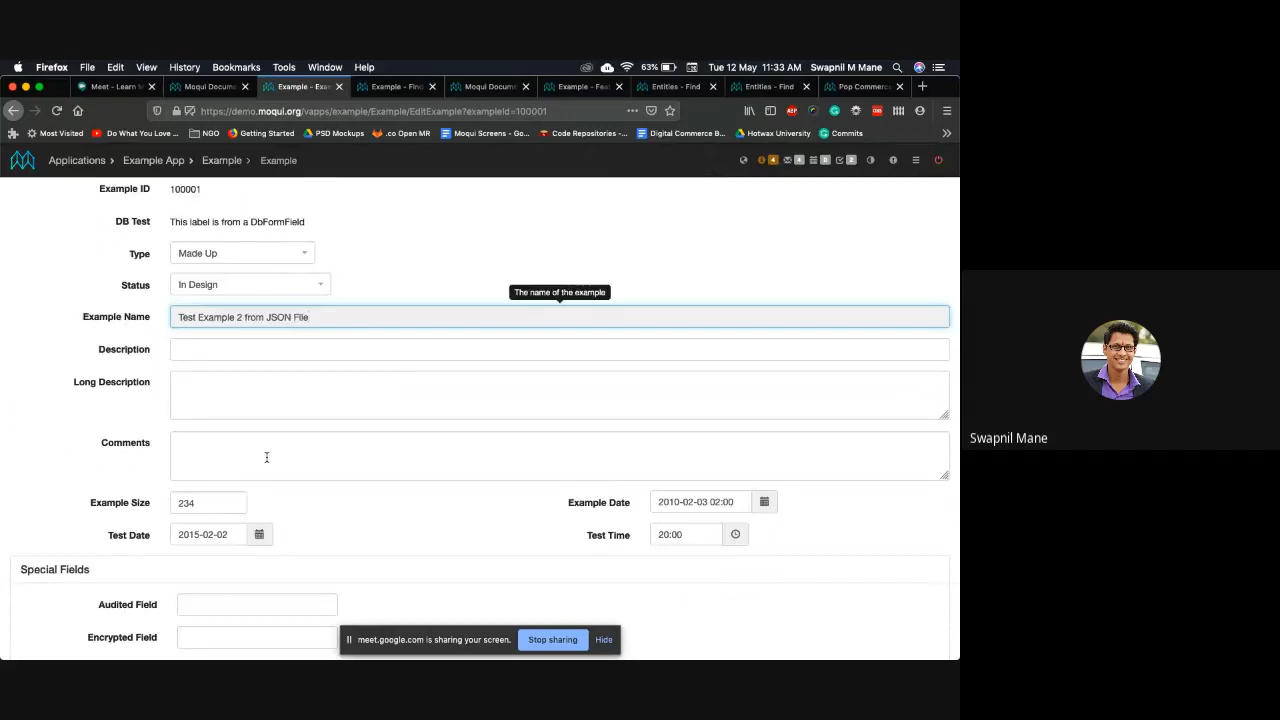 Firefox File Edit View History Bookmarks Tools Window Help 63% Tue 12 May 11:33 AM Swapnil M Mane
Meet - Learn M Moqui Docume Example - Exa Example - Fin Moqui Docume Example - Fea Entities - Find Entities - Find Pop Commerce
https://demo.moqui.org/vapps/example/Example/EditExample?exampleId=100001
Most Visited Do What You Love ... NGO Getting Started PSD Mockups .co Open MR Moqui Screens - Go... Code Repositories -... Digital Commerce B... Hotwax University Commits
Applications Example App Example Example 4 4 8 2
Example ID 100001
DB Test This label is from a DbFormField
Type Made Up
Status In Design
The name of the example
Example Name Test Example 2 from JSON File
Description
Long Description
Comments
Swapnil Mane
Example Size 234 Example Date 2010-02-03 02:00
Test Date 2015-02-02 Test Time 20:00
Special Fields
Audited Field
Encrypted Field
meet.google.com is sharing your screen. Stop sharing Hide